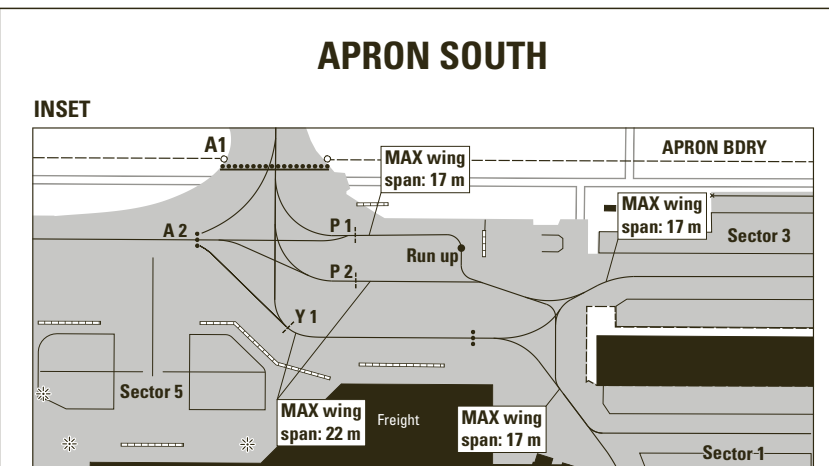 APRON SOUTH
INSET
A1
MAX wing
span: 17 m
APRON BDRY
MAX wing
span: 17 m
Sector 3
A 2
P 1
Run up
P 2
Y 1
Sector 5
MAX wing
span: 22 m
Freight
MAX wing
span: 17 m
Sector 1